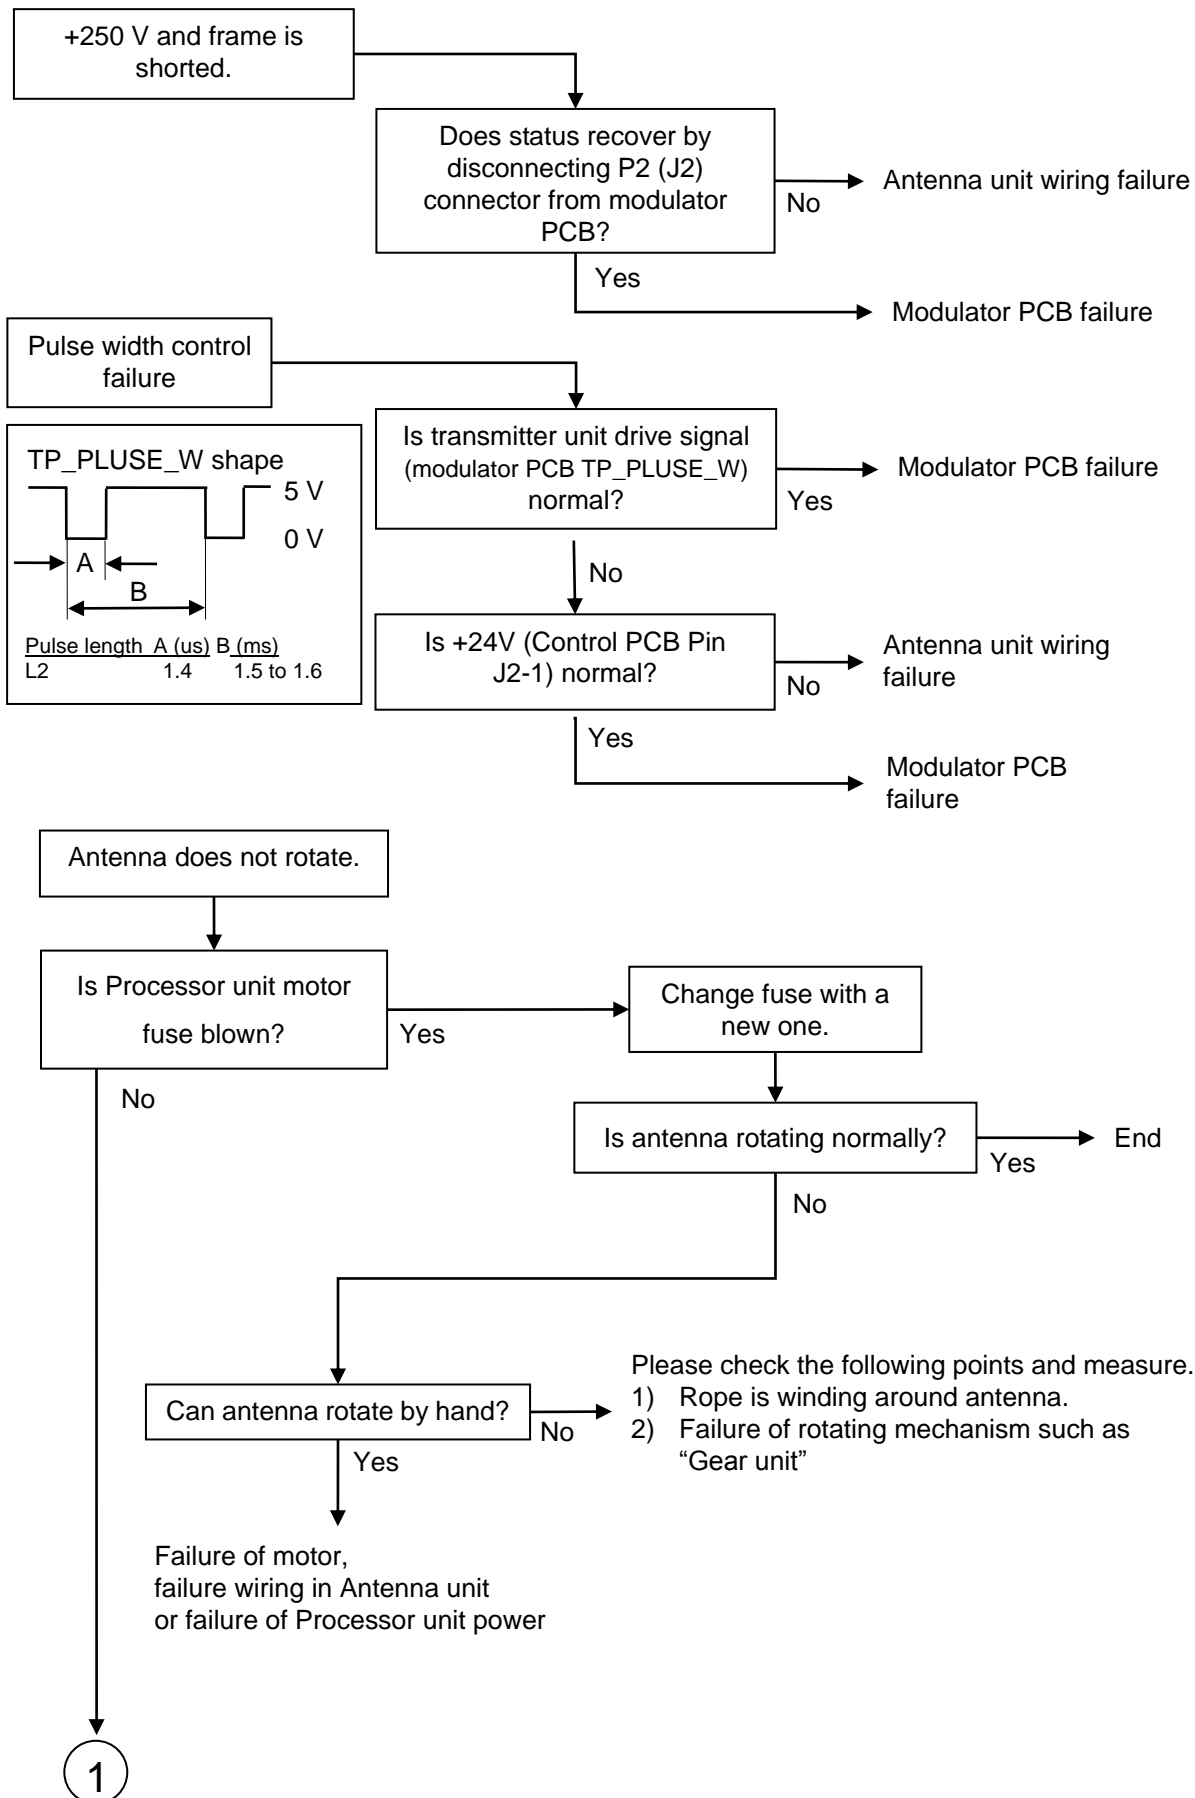 +250 V and frame is
shorted.
Does status recover by
disconnecting P2 (J2)
connector from modulator
PCB?
No
Antenna unit wiring failure
Yes
Modulator PCB failure
Pulse width control
failure
Is transmitter unit drive signal
(modulator PCB TP_PLUSE_W)
normal?
Yes
Modulator PCB failure
TP_PLUSE_W shape
5 V
0 V
A
B
Pulse length A (us) B (ms)
L2 1.4 1.5 to 1.6
No
Is +24V (Control PCB Pin
J2-1) normal?
No
Antenna unit wiring
failure
Yes
Modulator PCB
failure
Antenna does not rotate.
Is Processor unit motor
fuse blown?
Yes
Change fuse with a
new one.
No
Is antenna rotating normally?
Yes
End
No
Can antenna rotate by hand?
No
Please check the following points and measure.
1) Rope is winding around antenna.
2) Failure of rotating mechanism such as
“Gear unit”
Yes
Failure of motor,
failure wiring in Antenna unit
or failure of Processor unit power
1